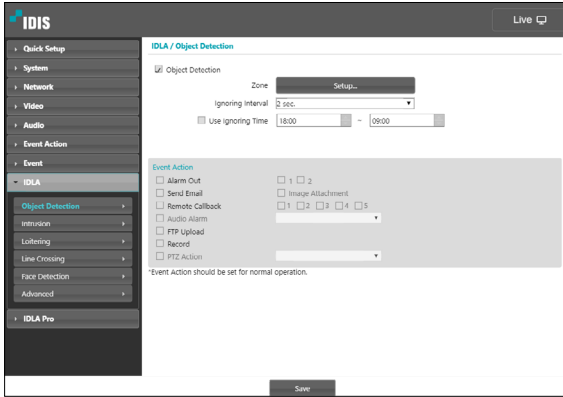 IDIS
Live
Quick Setup
System
Network
Video
Audio
Event Action
Event
IDLA
Object Detection
Intrusion
Loitering
Line Crossing
Face Detection
Advanced
IDLA Pro
IDLA / Object Detection
Object Detection
Zone Setup...
Ignoring Interval 2 sec.
Use Ignoring Time 18:00 ~ 09:00
Event Action
Alarm Out 1 2
Send Email Image Attachment
Remote Callback 1 2 3 4 5
Audio Alarm
FTP Upload
Record
PTZ Action
*Event Action should be set for normal operation.
Save